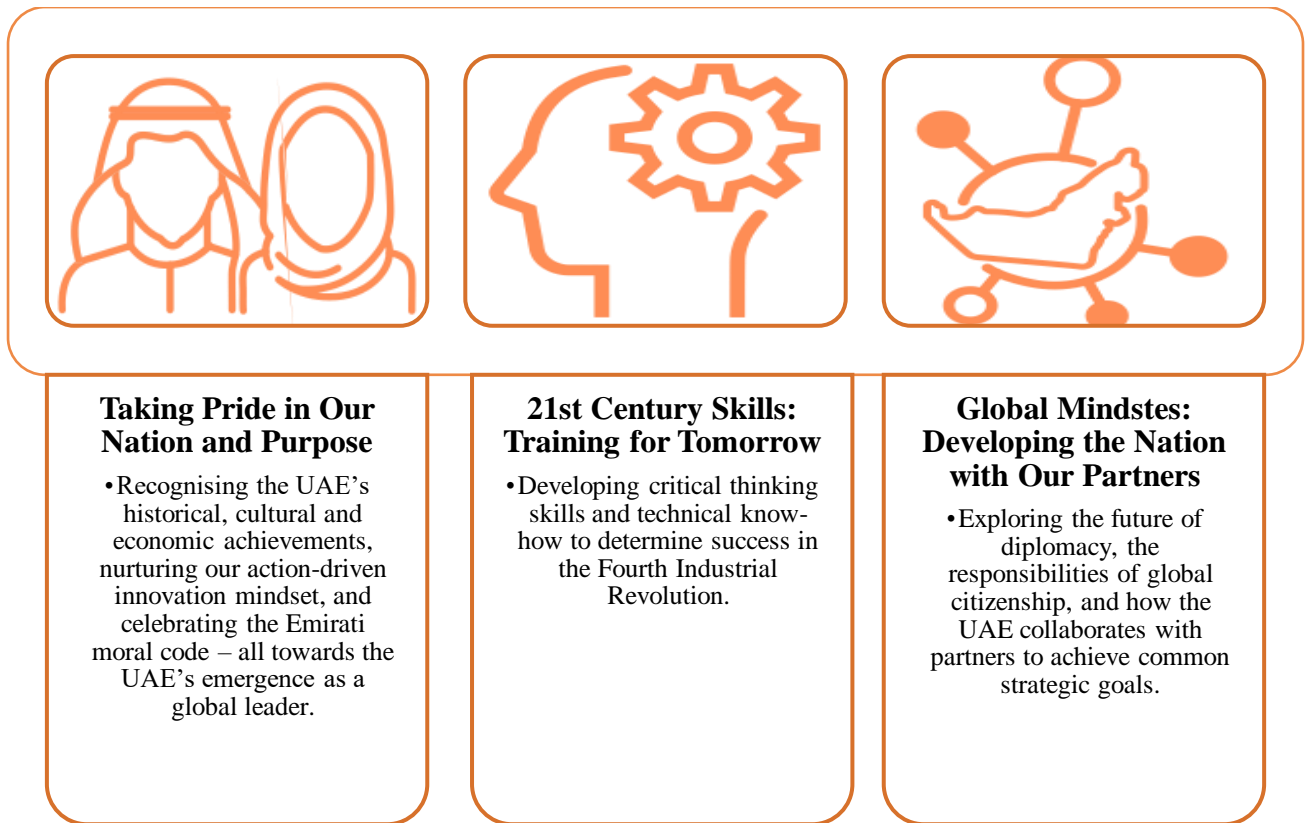 Taking Pride in Our
Nation and Purpose
•Recognising the UAE’s
historical, cultural and
economic achievements,
nurturing our action-driven
innovation mindset, and
celebrating the Emirati
moral code – all towards the
UAE’s emergence as a
global leader.
21st Century Skills:
Training for Tomorrow
•Developing critical thinking
skills and technical know-
how to determine success in
the Fourth Industrial
Revolution.
Global Mindstes:
Developing the Nation
with Our Partners
•Exploring the future of
diplomacy, the
responsibilities of global
citizenship, and how the
UAE collaborates with
partners to achieve common
strategic goals.